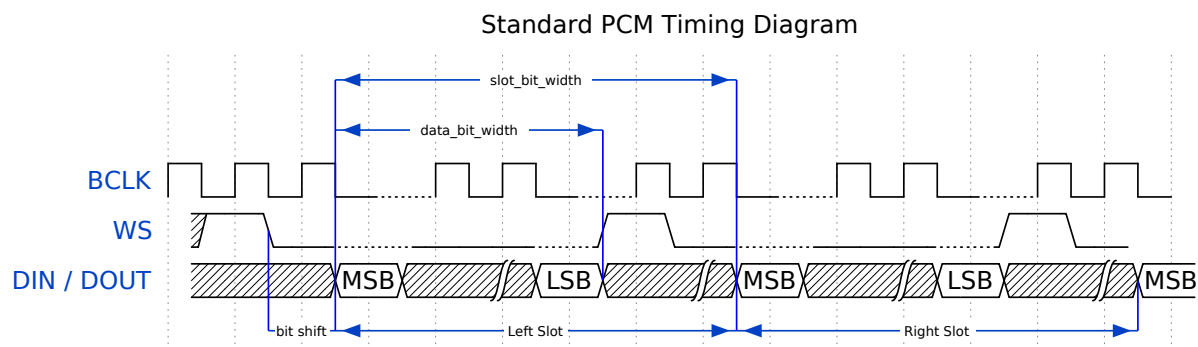 Standard PCM Timing Diagram
slot_bit_width
data_bit_width
BCLK
WS
DIN / DOUT
MSB
LSB
MSB
LSB
MSB
bit shift
Left Slot
Right Slot